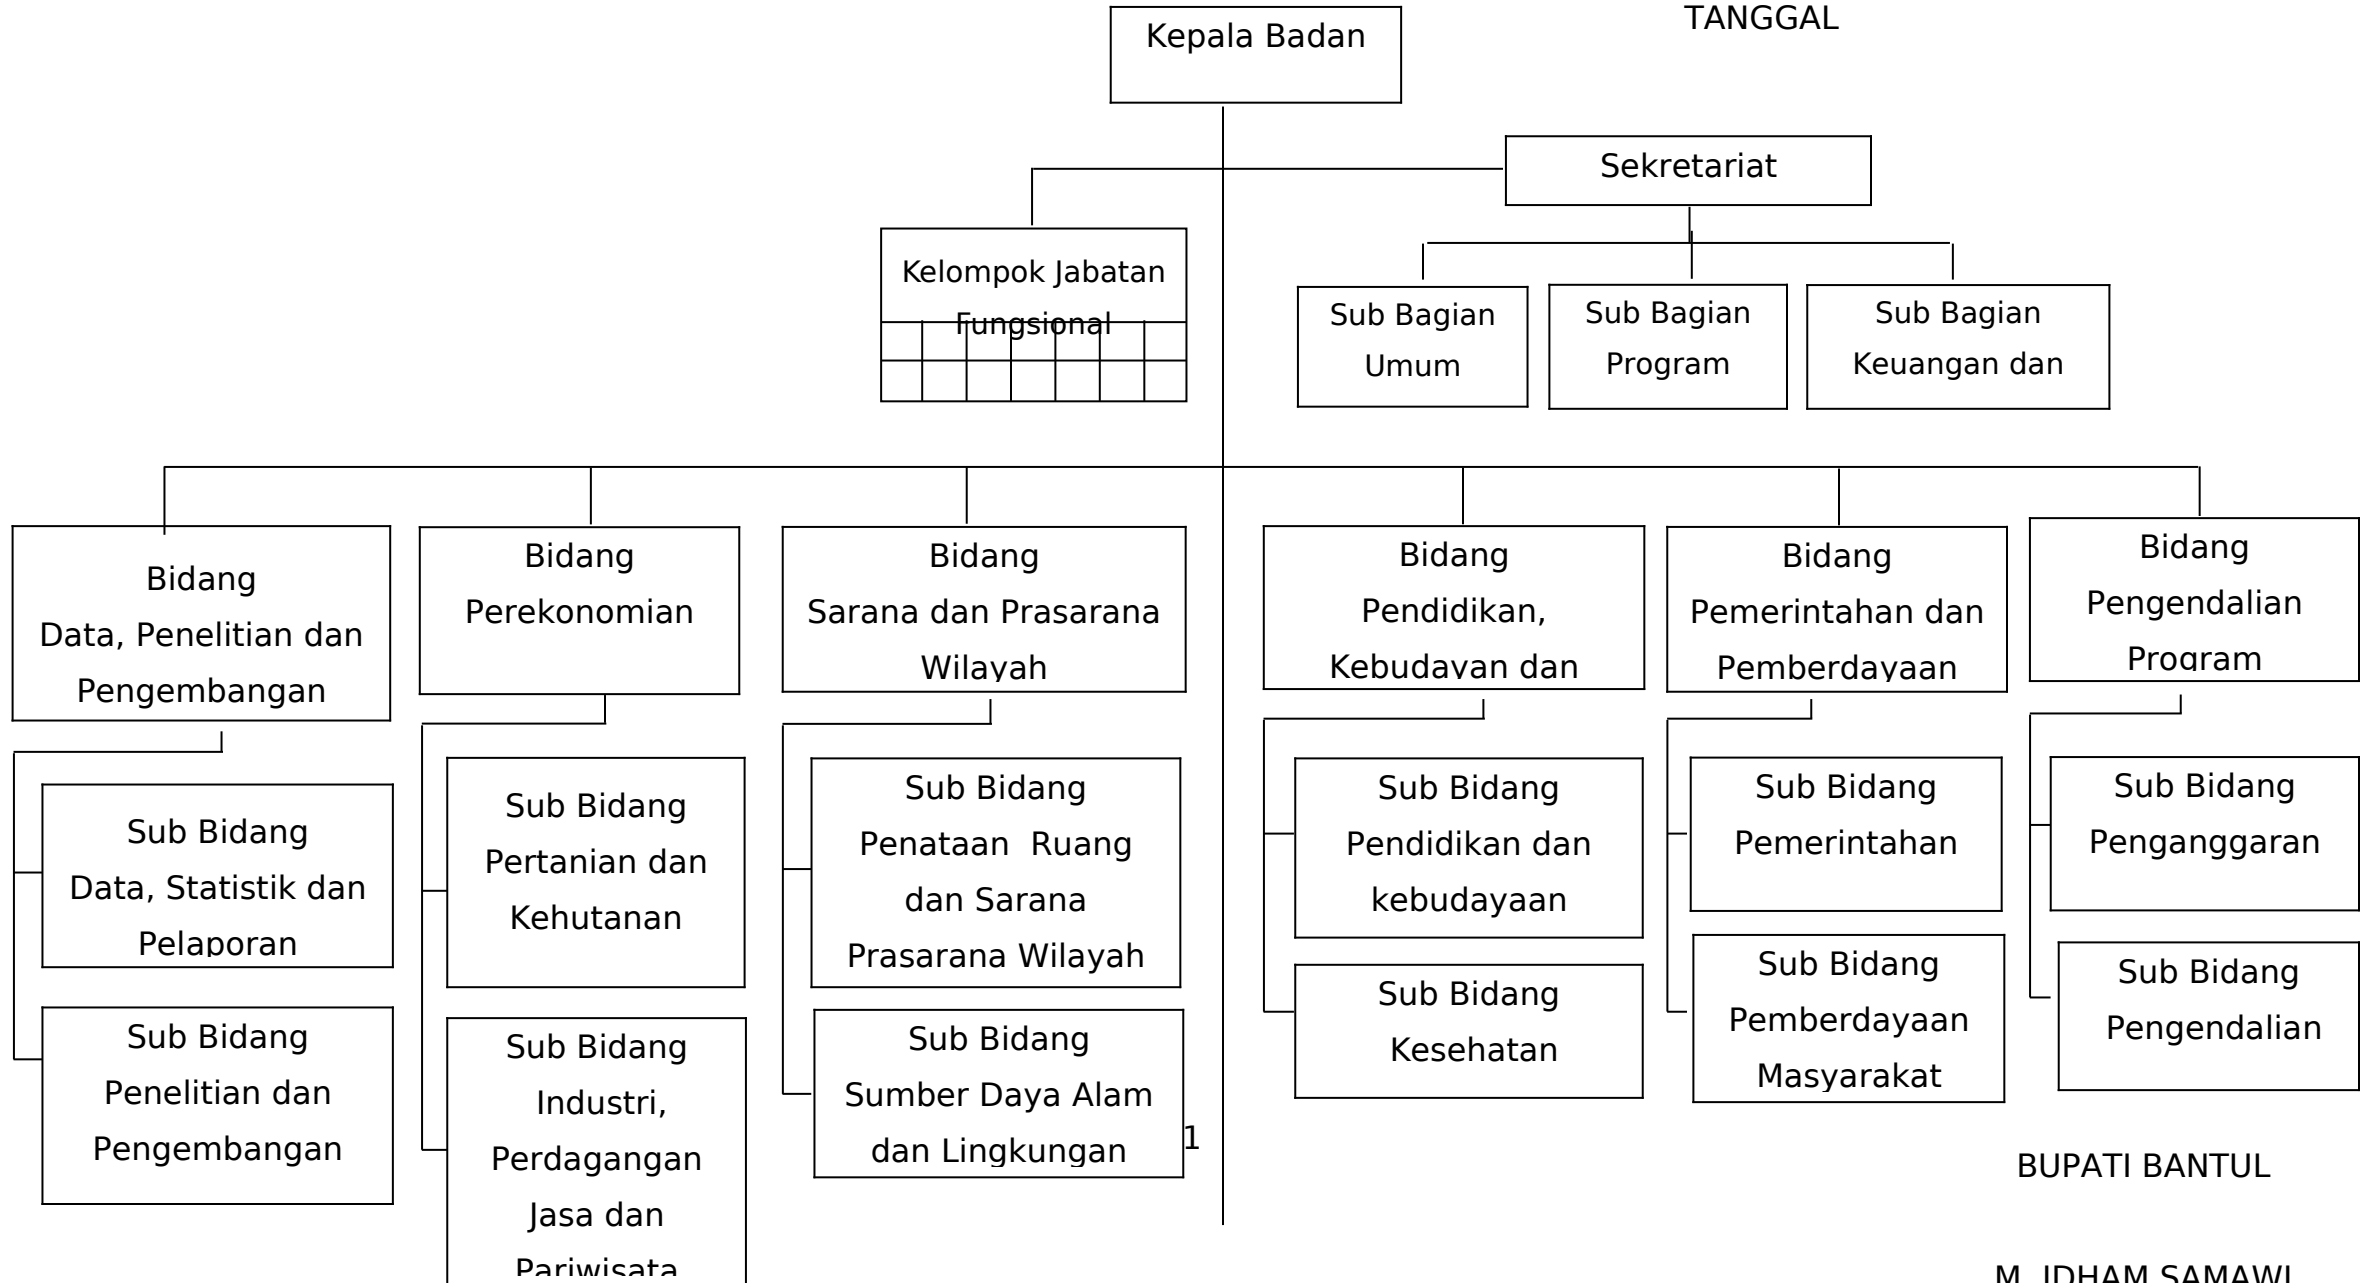 Kepala Badan
TANGGAL
Sekretariat
Kelompok Jabatan
Fungsional
Sub Bagian
Umum
Sub Bagian
Program
Sub Bagian
Keuangan dan
Bidang
Data, Penelitian dan
Pengembangan
Bidang
Perekonomian
Bidang
Sarana dan Prasarana
Wilayah
Bidang
Pendidikan,
Kebudayan dan
Bidang
Pemerintahan dan
Pemberdayaan
Bidang
Pengendalian
Program
Sub Bidang
Data, Statistik dan
Pelaporan
Sub Bidang
Penelitian dan
Pengembangan
Sub Bidang
Pertanian dan
Kehutanan
Sub Bidang
Industri,
Perdagangan
Jasa dan
Pariwisata
Sub Bidang
Penataan  Ruang
dan Sarana
Prasarana Wilayah
Sub Bidang
Sumber Daya Alam
dan Lingkungan
Sub Bidang
Pendidikan dan
kebudayaan
Sub Bidang
Kesehatan
Sub Bidang
Pemerintahan
Sub Bidang
Pemberdayaan
Masyarakat
Sub Bidang
Penganggaran
Sub Bidang
Pengendalian
1
BUPATI BANTUL
M. IDHAM SAMAWI